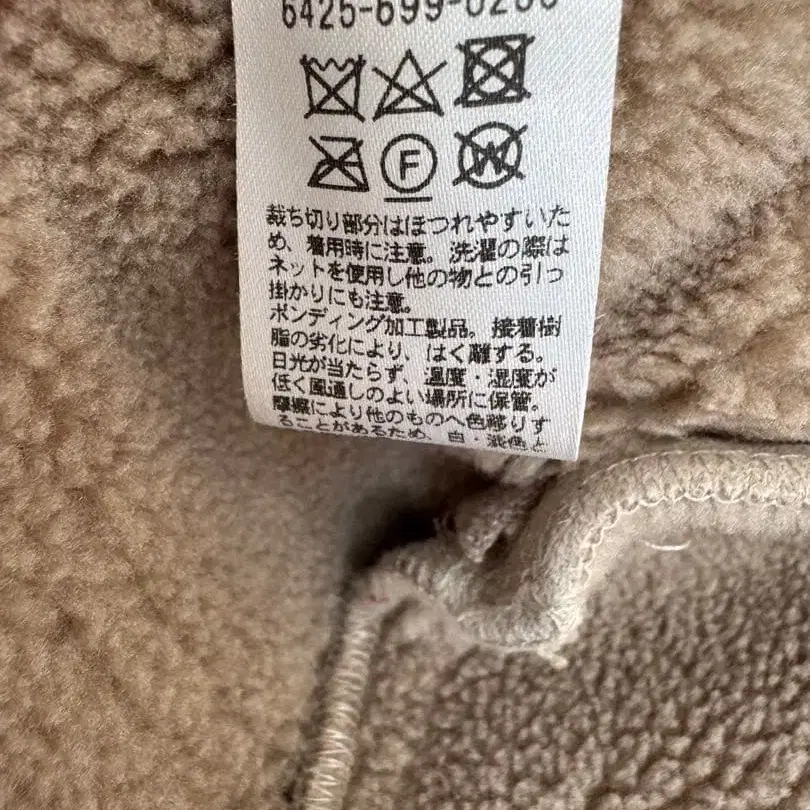 6425-699-0230
F
W
裁ち切り部分はほつれやすいた
め、着用時に注意。洗濯の際は
ネットを使用し他の物との引っ
掛かりにも注意。
ボンディング加工製品。接着樹
脂の劣化により、はく離する。
日光が当たらず、温度・湿度が
低く風通しのよい場所に保管。
摩擦により他のものへ色移りす
ることがあるため、白・淡色と